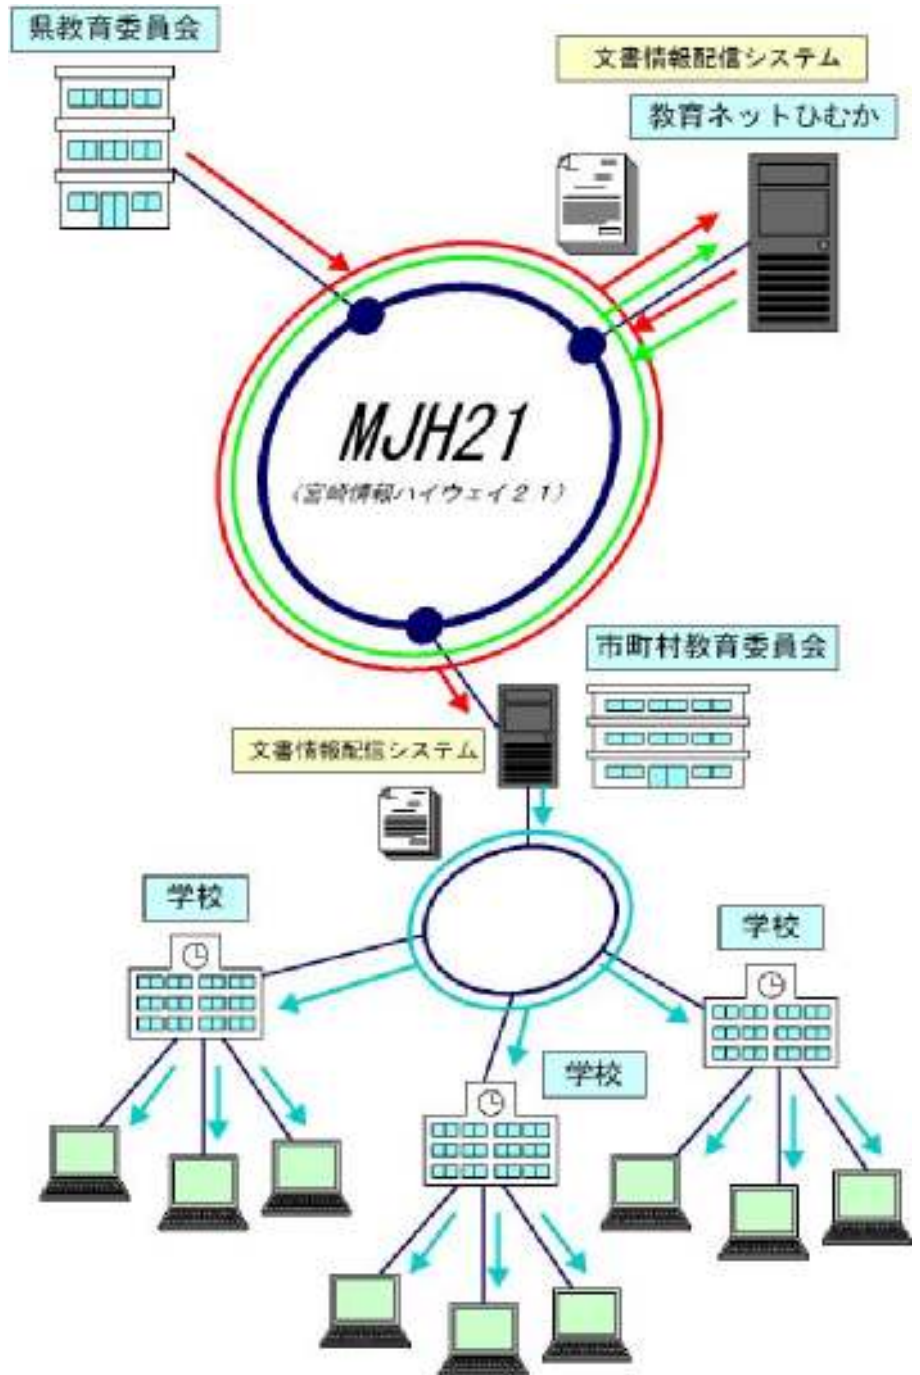 県教育委員会
文書情報配信システム
教育ネットひむか
MJH21
（宮崎情報ハイウェイ２１）
市町村教育委員会
文書情報配信システム
学校
学校
学校